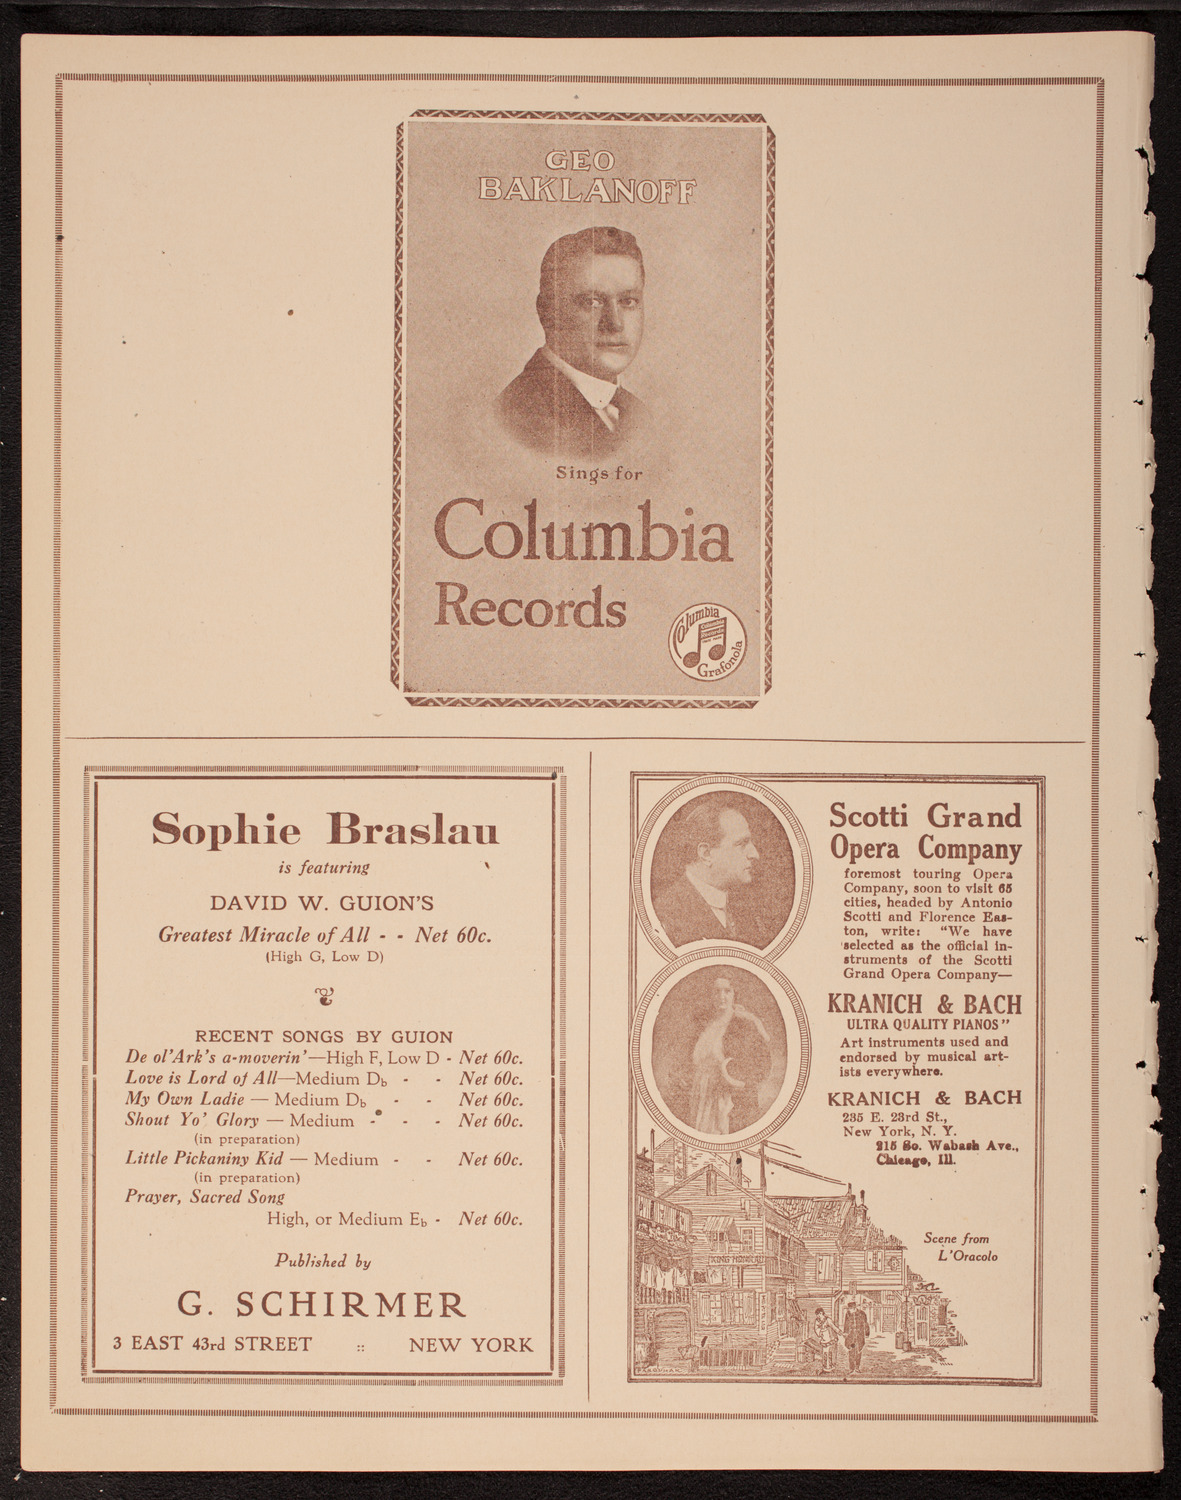 GEO
BAKLANOFF
Sings for
Columbia
Records
Columbia
Grafonola
Sophie Braslau
is featuring
DAVID W. GUION'S
Greatest Miracle of All - - Net 60c.
(High G, Low D)
RECENT SONGS BY GUION
De ol' Ark's a-moverin'—High F, Low D - Net 60c.
Love is Lord of All—Medium D♭ - - Net 60c.
My Own Ladie — Medium D♭ - - Net 60c.
Shout Yo' Glory — Medium - - - Net 60c.
(in preparation)
Little Pickaniny Kid — Medium - - Net 60c.
(in preparation)
Prayer, Sacred Song
High, or Medium E♭ - Net 60c.
Published by
G. SCHIRMER
3 EAST 43rd STREET :: NEW YORK
Scotti Grand
Opera Company
foremost touring Opera
Company, soon to visit 65
cities, headed by Antonio
Scotti and Florence Eas-
ton, write: "We have
selected as the official in-
struments of the Scotti
Grand Opera Company—
KRANICH & BACH
ULTRA QUALITY PIANOS"
Art instruments used and
endorsed by musical art-
ists everywhere.
KRANICH & BACH
235 E. 23rd St.,
New York, N. Y.
215 So. Wabash Ave.,
Chicago, Ill.
Scene from
L'Oracolo